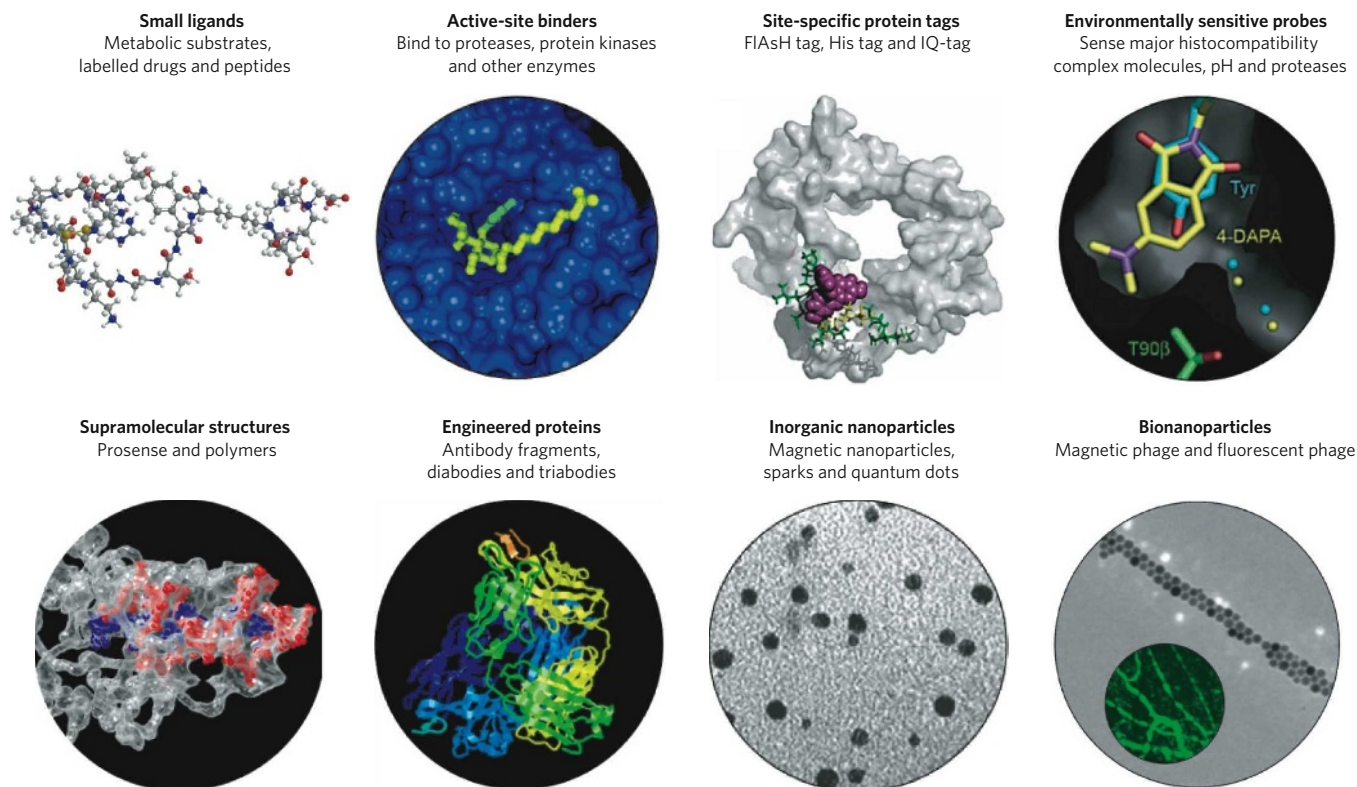 Small ligands
Metabolic substrates,
labelled drugs and peptides
Active-site binders
Bind to proteases, protein kinases
and other enzymes
Site-specific protein tags
FlAsH tag, His tag and IQ-tag
Environmentally sensitive probes
Sense major histocompatibility
complex molecules, pH and proteases
Tyr
4-DAPA
T90β
Supramolecular structures
Prosense and polymers
Engineered proteins
Antibody fragments,
diabodies and triabodies
Inorganic nanoparticles
Magnetic nanoparticles,
sparks and quantum dots
Bionanoparticles
Magnetic phage and fluorescent phage